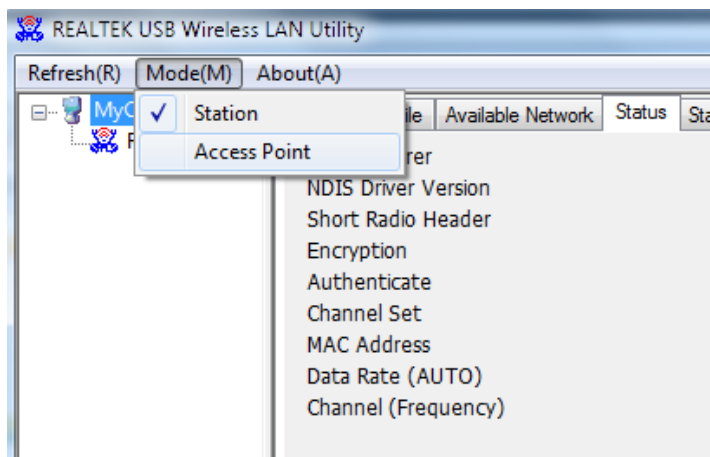 REALTEK USB Wireless LAN Utility
Refresh(R) Mode(M) About(A)
Station
Access Point
Available Network
Status
NDIS Driver Version
Short Radio Header
Encryption
Authenticate
Channel Set
MAC Address
Data Rate (AUTO)
Channel (Frequency)